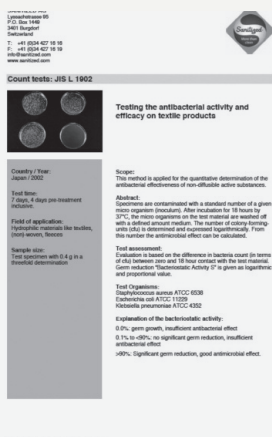 Lyssachstrasse 95
P.O. Box 1449
3401 Burgdorf
Switzerland
T: +41 (0)34 427 16 16
F: +41 (0)34 427 16 19
info@sanitized.com
www.sanitized.com
Sanitized
Count tests: JIS L 1902
Testing the antibacterial activity and
efficacy on textile products
Country / Year:
Japan / 2002
Test time:
7 days, 4 days pre-treatment
inclusive.
Field of application:
Hydrophilic materials like textiles,
(non)-woven, fleeces
Sample size:
Test specimen with 0.4 g in a
threefold determination
Scope:
This method is applied for the quantitative determination of the
antibacterial effectiveness of non-diffusible active substances.
Abstract:
Specimens are contaminated with a standard number of a given
micro organism (inoculum). After incubation for 18 hours by
37°C, the micro organisms on the test material are washed off
with a defined amount medium. The number of colony-forming-
units (cfu) is determined and expressed logarithmically. From
this number the antimicrobial effect can be calculated.
Test assessment:
Evaluation is based on the difference in bacteria count (in terms
of cfu) between zero and 18 hour contact with the test material.
Germ reduction "Bacteriostatic Activity S" is given as logarithmic
and proportional value.
Test Organisms:
Staphylococcus aureus ATCC 6538
Escherichia coli ATCC 11229
Klebsiella pneumoniae ATCC 4352
Explanation of the bacteriostatic activity:
0.0%: germ growth, insufficient antibacterial effect
0.1% to <90%: no significant germ reduction, insufficient
antibacterial effect
>90%: Significant germ reduction, good antimicrobial effect.